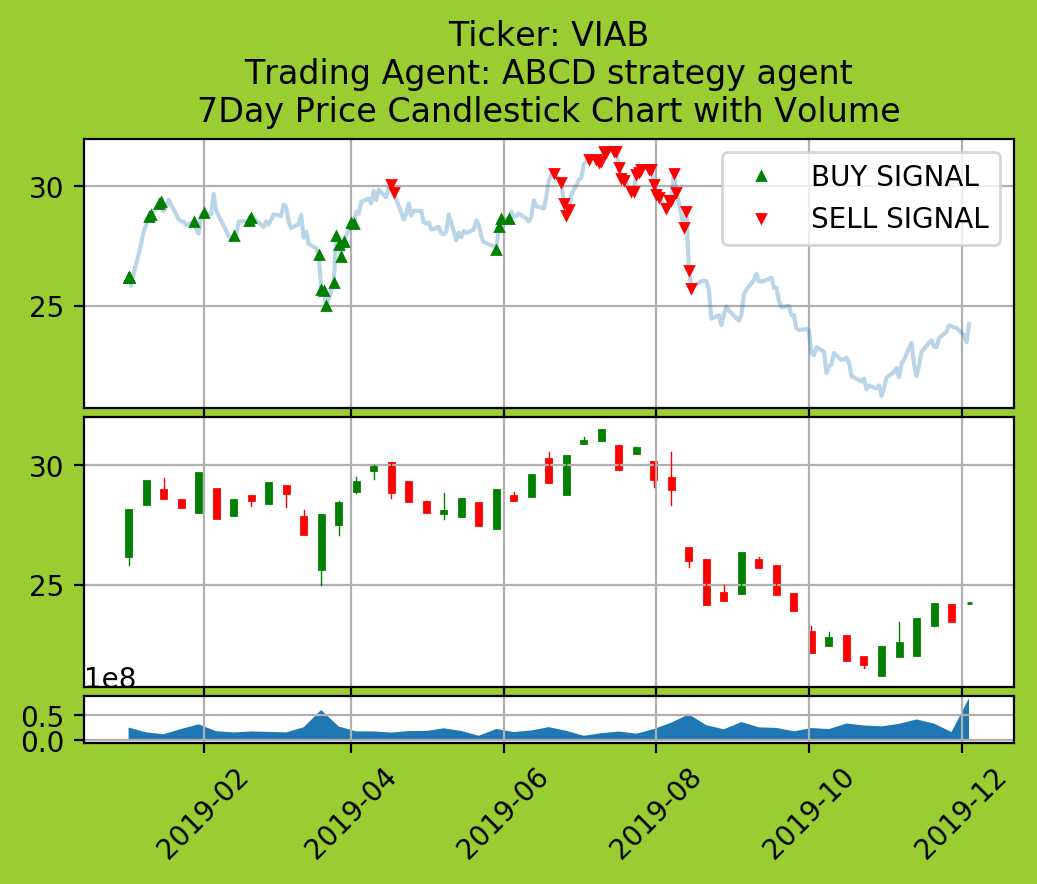 Ticker: VIAB
Trading Agent: ABCD strategy agent
7Day Price Candlestick Chart with Volume
BUY SIGNAL
SELL SIGNAL
30
25
30
25
1e8
0.5
0.0
2019-02
2019-04
2019-06
2019-08
2019-10
2019-12